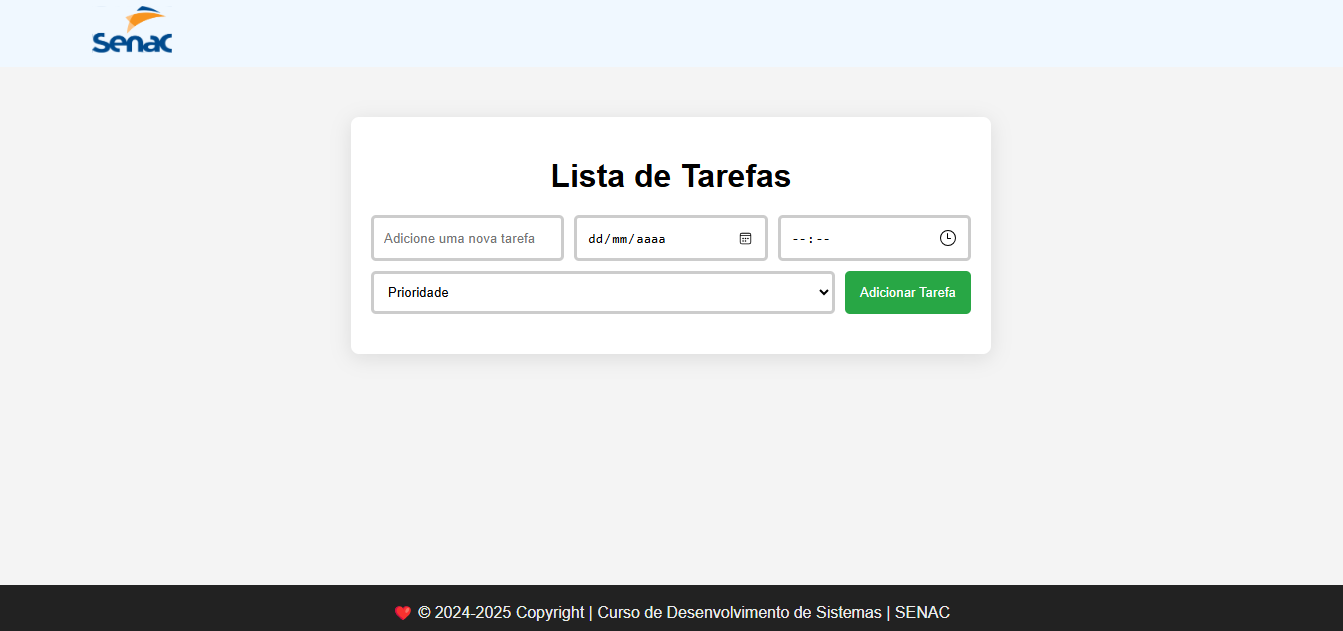 Senac
Lista de Tarefas
Adicione uma nova tarefa
dd/mm/aaaa
--:--
Prioridade
Adicionar Tarefa
❤️ © 2024-2025 Copyright | Curso de Desenvolvimento de Sistemas | SENAC